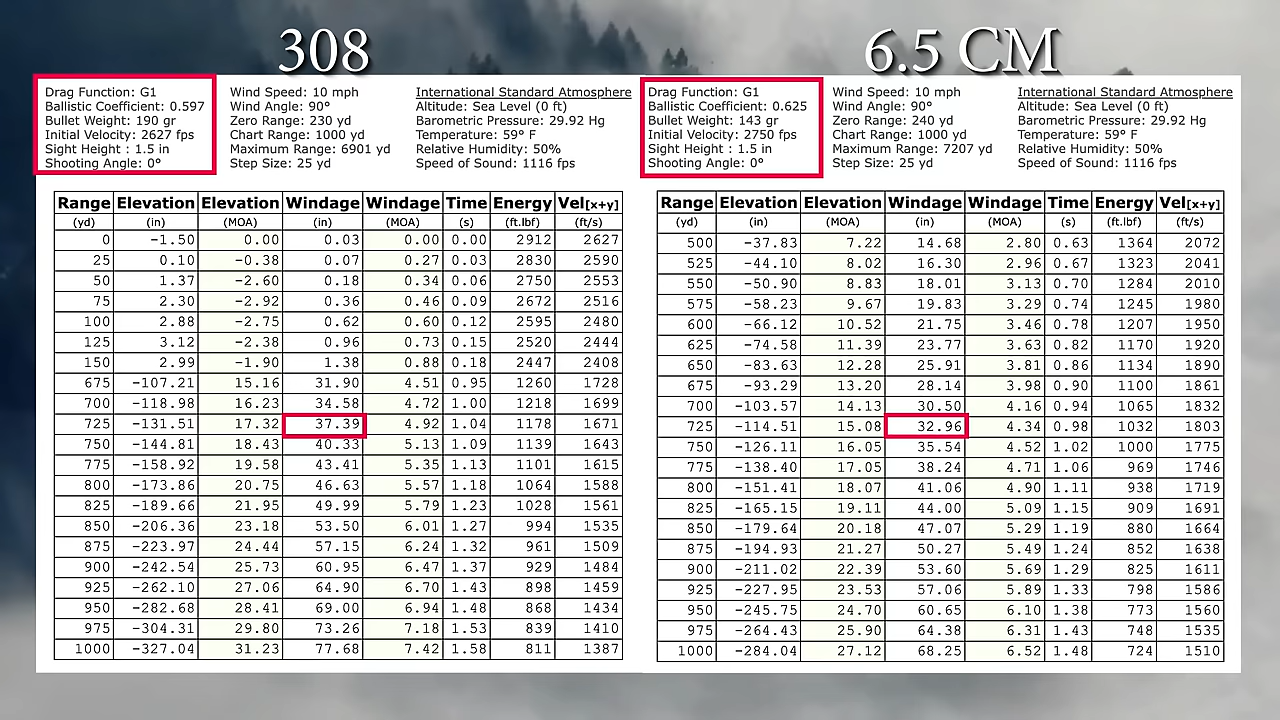 308
6.5 CM
Drag Function: G1
Ballistic Coefficient: 0.597
Bullet Weight: 190 gr
Initial Velocity: 2627 fps
Sight Height : 1.5 in
Shooting Angle: 0°
Wind Speed: 10 mph
Wind Angle: 90°
Zero Range: 230 yd
Chart Range: 1000 yd
Maximum Range: 6901 yd
Step Size: 25 yd
International Standard Atmosphere
Altitude: Sea Level (0 ft)
Barometric Pressure: 29.92 Hg
Temperature: 59° F
Relative Humidity: 50%
Speed of Sound: 1116 fps
Range Elevation Elevation Windage Windage Time Energy Vel[x+y]
(yd) (in) (MOA) (in) (MOA) (s) (ft.lbf) (ft/s)
0 -1.50 0.00 0.03 0.00 0.00 2912 2627
25 0.10 -0.38 0.07 0.27 0.03 2830 2590
50 1.37 -2.60 0.18 0.34 0.06 2750 2553
75 2.30 -2.92 0.36 0.46 0.09 2672 2516
100 2.88 -2.75 0.62 0.60 0.12 2595 2480
125 3.12 -2.38 0.96 0.73 0.15 2520 2444
150 2.99 -1.90 1.38 0.88 0.18 2447 2408
675 -107.21 15.16 31.90 4.51 0.95 1260 1728
700 -118.98 16.23 34.58 4.72 1.00 1218 1699
725 -131.51 17.32 37.39 4.92 1.04 1178 1671
750 -144.81 18.43 40.33 5.13 1.09 1139 1643
775 -158.92 19.58 43.41 5.35 1.13 1101 1615
800 -173.86 20.75 46.63 5.57 1.18 1064 1588
825 -189.66 21.95 49.99 5.79 1.23 1028 1561
850 -206.36 23.18 53.50 6.01 1.27 994 1535
875 -223.97 24.44 57.15 6.24 1.32 961 1509
900 -242.54 25.73 60.95 6.47 1.37 929 1484
925 -262.10 27.06 64.90 6.70 1.43 898 1459
950 -282.68 28.41 69.00 6.94 1.48 868 1434
975 -304.31 29.80 73.26 7.18 1.53 839 1410
1000 -327.04 31.23 77.68 7.42 1.58 811 1387
Drag Function: G1
Ballistic Coefficient: 0.625
Bullet Weight: 143 gr
Initial Velocity: 2750 fps
Sight Height : 1.5 in
Shooting Angle: 0°
Wind Speed: 10 mph
Wind Angle: 90°
Zero Range: 240 yd
Chart Range: 1000 yd
Maximum Range: 7207 yd
Step Size: 25 yd
International Standard Atmosphere
Altitude: Sea Level (0 ft)
Barometric Pressure: 29.92 Hg
Temperature: 59° F
Relative Humidity: 50%
Speed of Sound: 1116 fps
Range Elevation Elevation Windage Windage Time Energy Vel[x+y]
(yd) (in) (MOA) (in) (MOA) (s) (ft.lbf) (ft/s)
500 -37.83 7.22 14.68 2.80 0.63 1364 2072
525 -44.10 8.02 16.30 2.96 0.67 1323 2041
550 -50.90 8.83 18.01 3.13 0.70 1284 2010
575 -58.23 9.67 19.83 3.29 0.74 1245 1980
600 -66.12 10.52 21.75 3.46 0.78 1207 1950
625 -74.58 11.39 23.77 3.63 0.82 1170 1920
650 -83.63 12.28 25.91 3.81 0.86 1134 1890
675 -93.29 13.20 28.14 3.98 0.90 1100 1861
700 -103.57 14.13 30.50 4.16 0.94 1065 1832
725 -114.51 15.08 32.96 4.34 0.98 1032 1803
750 -126.11 16.05 35.54 4.52 1.02 1000 1775
775 -138.40 17.05 38.24 4.71 1.06 969 1746
800 -151.41 18.07 41.06 4.90 1.11 938 1719
825 -165.15 19.11 44.00 5.09 1.15 909 1691
850 -179.64 20.18 47.07 5.29 1.19 880 1664
875 -194.93 21.27 50.27 5.49 1.24 852 1638
900 -211.02 22.39 53.60 5.69 1.29 825 1611
925 -227.95 23.53 57.06 5.89 1.33 798 1586
950 -245.75 24.70 60.65 6.10 1.38 773 1560
975 -264.43 25.90 64.38 6.31 1.43 748 1535
1000 -284.04 27.12 68.25 6.52 1.48 724 1510